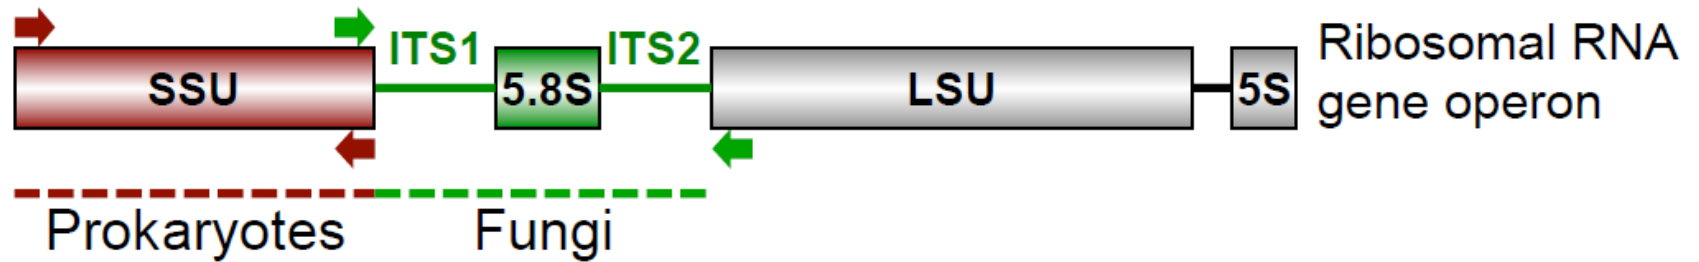 SSU
ITS1
5.8S
ITS2
LSU
5S
Ribosomal RNA
gene operon
Prokaryotes
Fungi